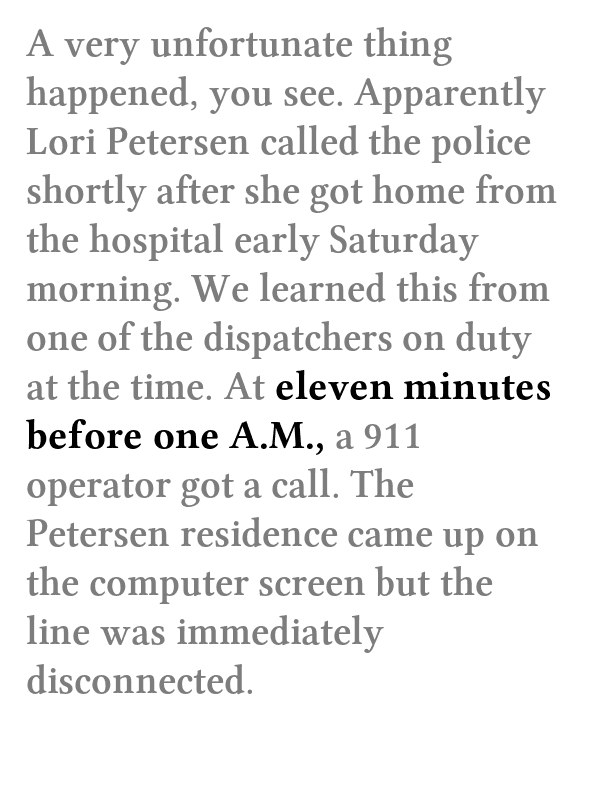 A very unfortunate thing
happened, you see. Apparently
Lori Petersen called the police
shortly after she got home from
the hospital early Saturday
morning. We learned this from
one of the dispatchers on duty
at the time. At eleven minutes
before one A.M., a 911
operator got a call. The
Petersen residence came up on
the computer screen but the
line was immediately
disconnected.